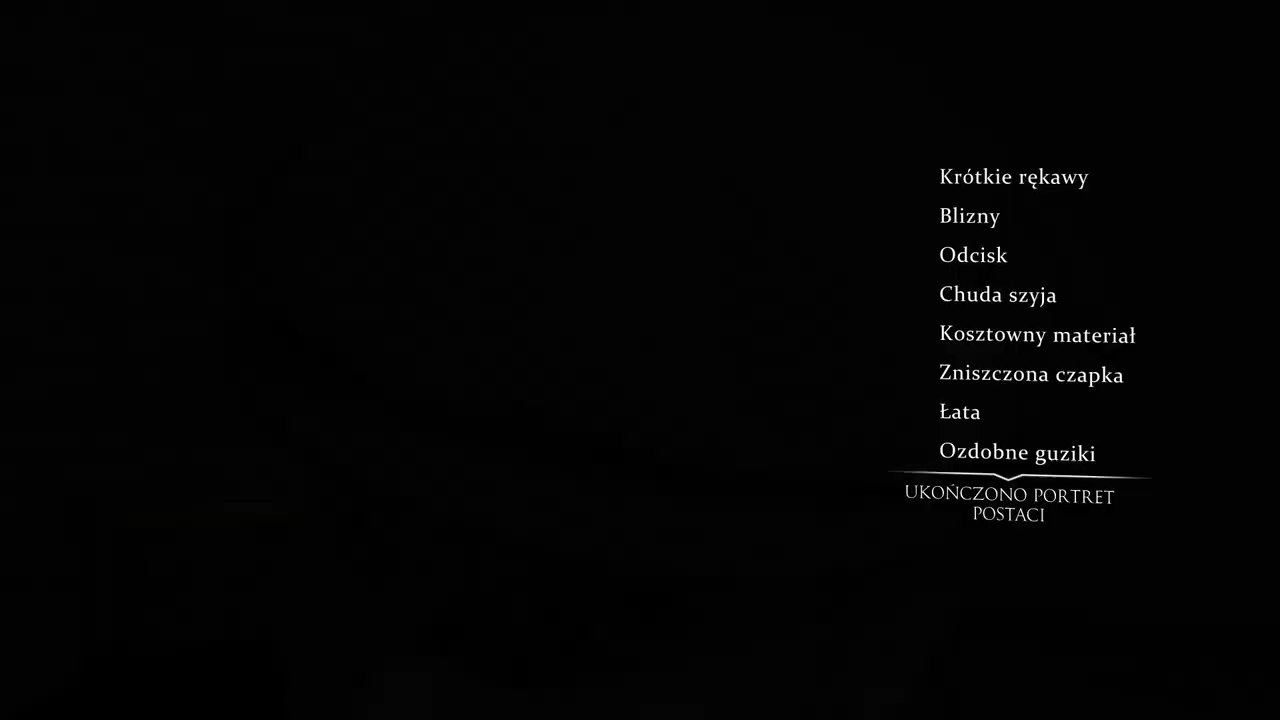 Krótkie rękawy
Blizny
Odcisk
Chuda szyja
Kosztowny materiał
Zniszczona czapka
Łata
Ozdobne guziki
UKOŃCZONO PORTRET
POSTACI